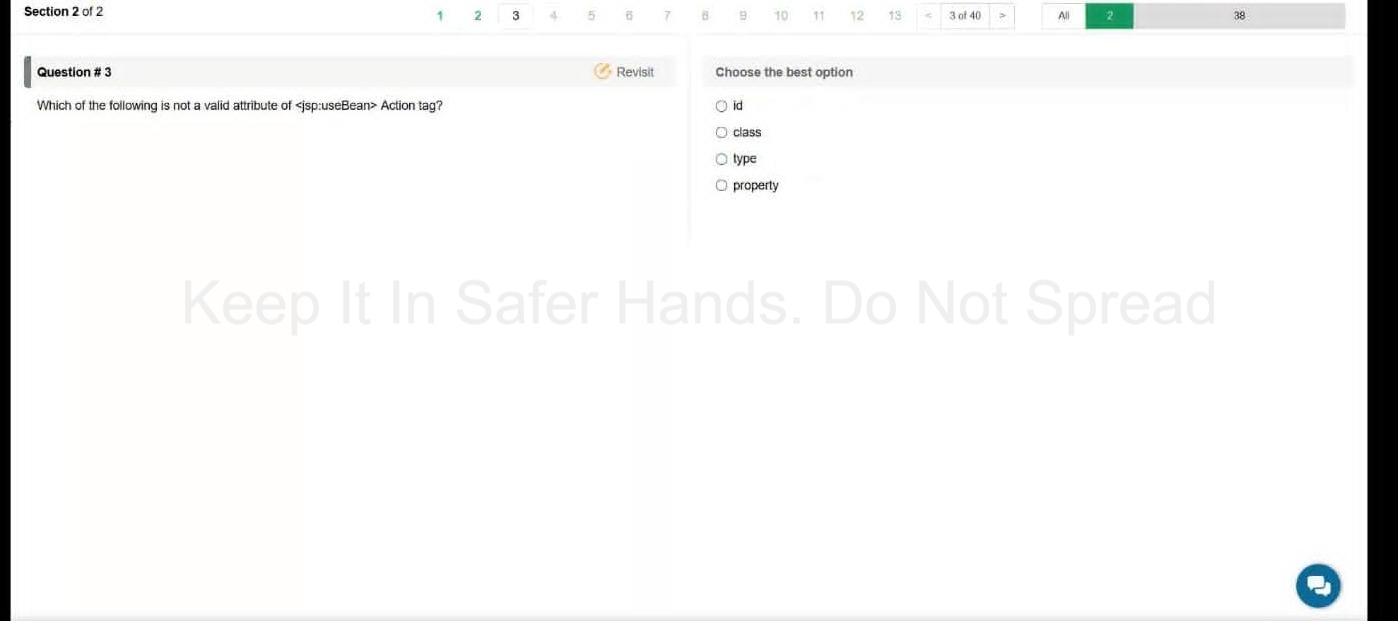 Section 2 of 2
1 2 3 4 5 6 7 8 9 10 11 12 13 < 3 of 40 > All 2 38
Question # 3
Revisit
Which of the following is not a valid attribute of <jsp:useBean> Action tag?
Choose the best option
id
class
type
property
Keep It In Safer Hands. Do Not Spread